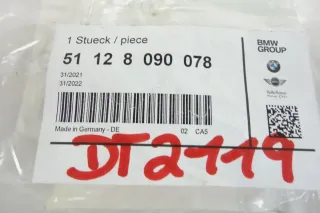 1 Stueck / piece
BMW
GROUP
51 12 8 090 078
31/2021
31/2022
Made in Germany - DE
02 CA5
DT2119